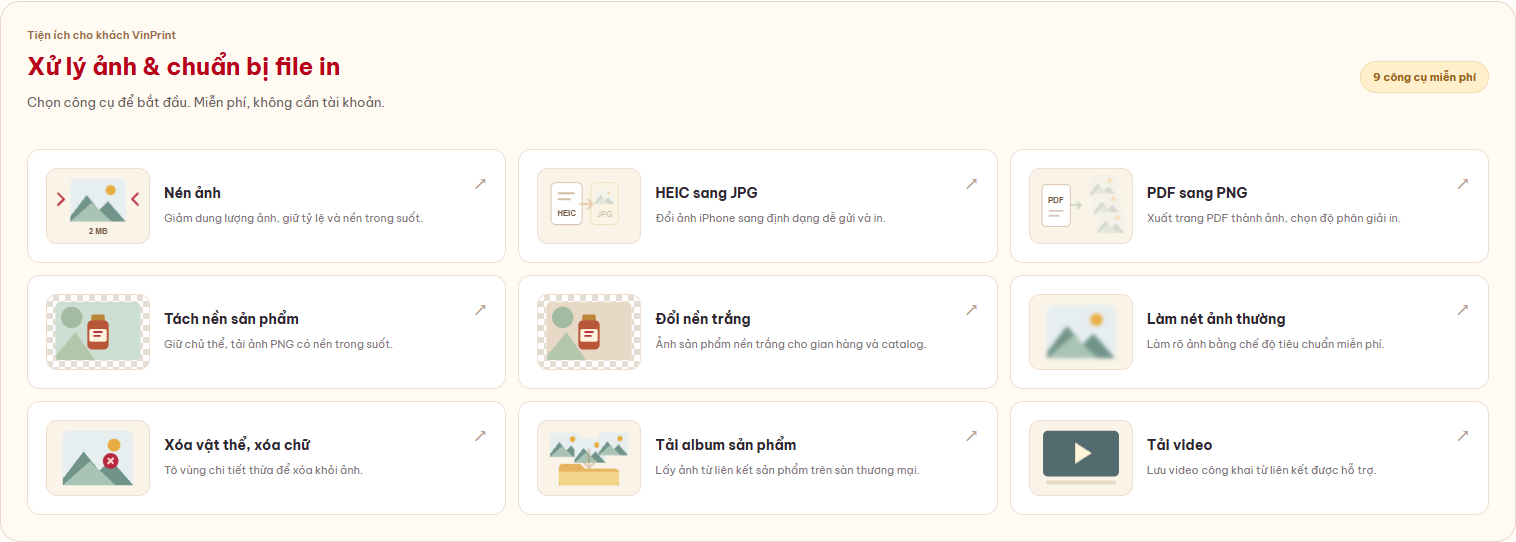 Tiện ích cho khách VinPrint
Xử lý ảnh & chuẩn bị file in
Chọn công cụ để bắt đầu. Miễn phí, không cần tài khoản.
9 công cụ miễn phí
2 MB
Nén ảnh
Giảm dung lượng ảnh, giữ tỷ lệ và nền trong suốt.
HEIC
JPG
HEIC sang JPG
Đổi ảnh iPhone sang định dạng dễ gửi và in.
PDF
PDF sang PNG
Xuất trang PDF thành ảnh, chọn độ phân giải in.
Tách nền sản phẩm
Giữ chủ thể, tải ảnh PNG có nền trong suốt.
Đổi nền trắng
Ảnh sản phẩm nền trắng cho gian hàng và catalog.
Làm nét ảnh thường
Làm rõ ảnh bằng chế độ tiêu chuẩn miễn phí.
Xóa vật thể, xóa chữ
Tô vùng chi tiết thừa để xóa khỏi ảnh.
Tải album sản phẩm
Lấy ảnh từ liên kết sản phẩm trên sàn thương mại.
Tải video
Lưu video công khai từ liên kết được hỗ trợ.